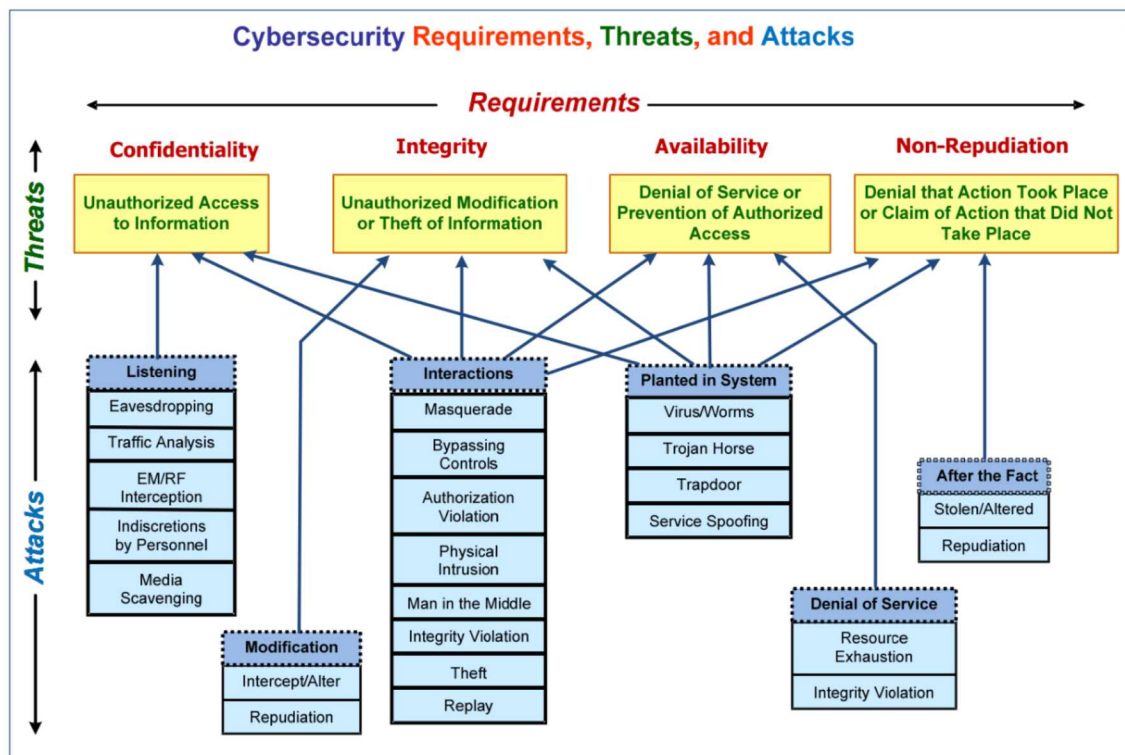 Cybersecurity Requirements, Threats, and Attacks
Requirements
Threats
Confidentiality
Integrity
Availability
Non-Repudiation
Unauthorized Access
to Information
Unauthorized Modification
or Theft of Information
Denial of Service or
Prevention of Authorized
Access
Denial that Action Took Place
or Claim of Action that Did Not
Take Place
Attacks
Listening
Eavesdropping
Traffic Analysis
EM/RF
Interception
Indiscretions
by Personnel
Media
Scavenging
Modification
Intercept/Alter
Repudiation
Interactions
Masquerade
Bypassing
Controls
Authorization
Violation
Physical
Intrusion
Man in the Middle
Integrity Violation
Theft
Replay
Planted in System
Virus/Worms
Trojan Horse
Trapdoor
Service Spoofing
Denial of Service
Resource
Exhaustion
Integrity Violation
After the Fact
Stolen/Altered
Repudiation